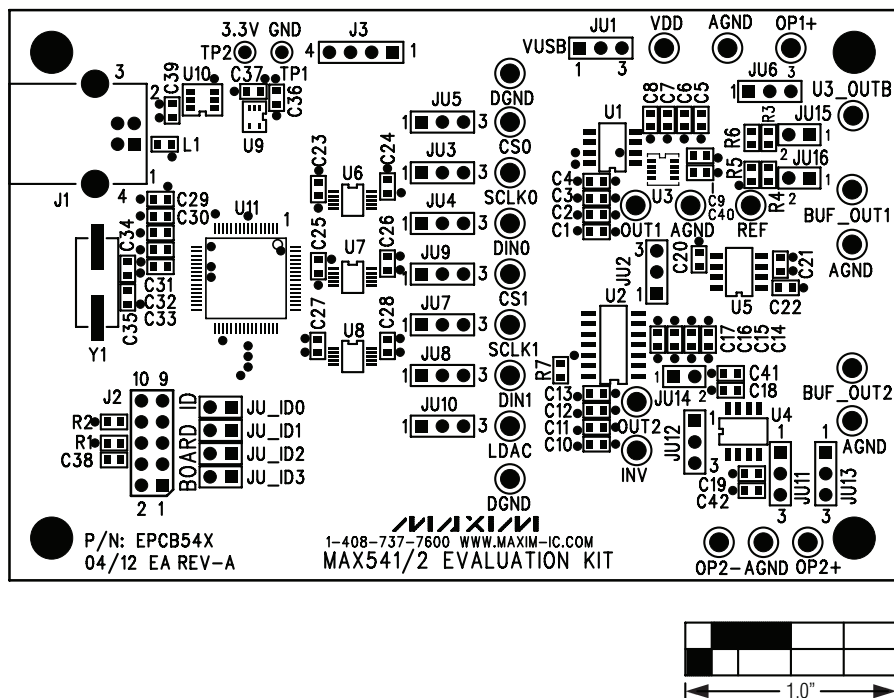 3.3V GND
TP2 TP1
J3
4 1
JU1
VUSB
1 3
VDD
AGND
OP1+
3
2
J1
4
1
C39
U10
C37
C36
U9
L1
DGND
JU5
1 3
CS0
JU3
1 3
SCLK0
JU4
1 3
DIN0
JU9
1 3
CS1
JU7
1 3
SCLK1
JU8
1 3
DIN1
JU10
1 3
LDAC
DGND
C23
U6
C24
C25
U7
C26
C27
U8
C28
C29
C30
U11
1
C34
C31
C32
C33
C35
Y1
U1
C8
C7
C6
C5
JU6
1 3
U3_OUTB
R6
R3
JU15
2 1
R5
R4
JU16
2 1
C4
C3
C2
C1
U3
C9
C40
OUT1
AGND
REF
BUF_OUT1
AGND
JU2
3
1
C20
U5
C21
C22
U2
R7
C17
C16
C15
C14
C13
C12
C11
C10
JU14
1 2
C41
C18
OUT2
INV
JU12
1
3
U4
C19
C42
JU11
1
3
JU13
1
3
BUF_OUT2
AGND
J2
10 9
R2
R1
C38
2 1
BOARD ID
JU_ID0
JU_ID1
JU_ID2
JU_ID3
MAXIM
P/N: EPCB54X
1-408-737-7600 WWW.MAXIM-IC.COM
04/12 EA REV-A
MAX541/2 EVALUATION KIT
OP2- AGND OP2+
1.0"